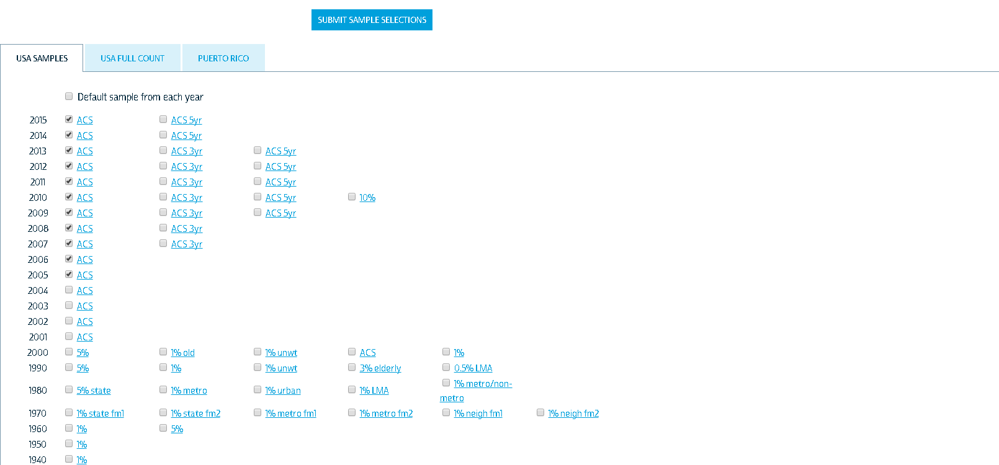 SUBMIT SAMPLE SELECTIONS
USA SAMPLES USA FULL COUNT PUERTO RICO
Default sample from each year
2015 ACS ACS 5yr
2014 ACS ACS 5yr
2013 ACS ACS 3yr ACS 5yr
2012 ACS ACS 3yr ACS 5yr
2011 ACS ACS 3yr ACS 5yr
2010 ACS ACS 3yr ACS 5yr 10%
2009 ACS ACS 3yr ACS 5yr
2008 ACS ACS 3yr
2007 ACS ACS 3yr
2006 ACS
2005 ACS
2004 ACS
2003 ACS
2002 ACS
2001 ACS
2000 5% 1% old 1% unwt ACS 1%
1990 5% 1% 1% unwt 3% elderly 0.5% LMA
1980 5% state 1% metro 1% urban 1% LMA 1% metro/non-
metro
1970 1% state fm1 1% state fm2 1% metro fm1 1% metro fm2 1% neigh fm1 1% neigh fm2
1960 1% 5%
1950 1%
1940 1%